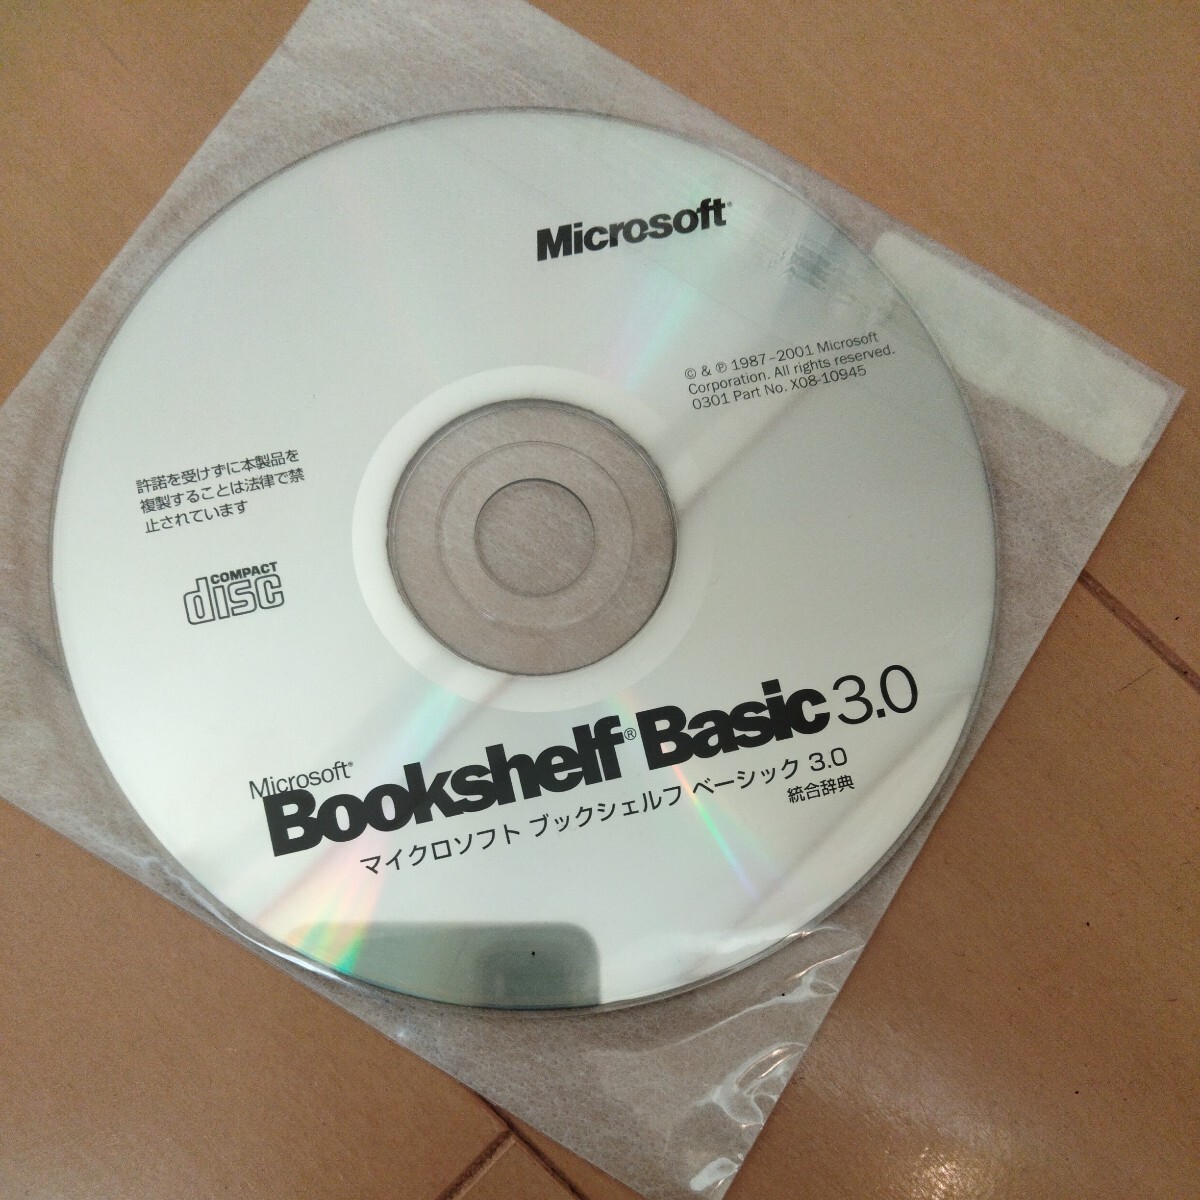 Microsoft®
© & ℗ 1987-2001 Microsoft
Corporation. All rights reserved.
0301 Part No. X08-10945
許諾を受けずに本製品を
複製することは法律で禁
止されています
COMPACT
disc
Microsoft®
Bookshelf® Basic 3.0
マイクロソフト ブックシェルフ ベーシック 3.0
統合辞典